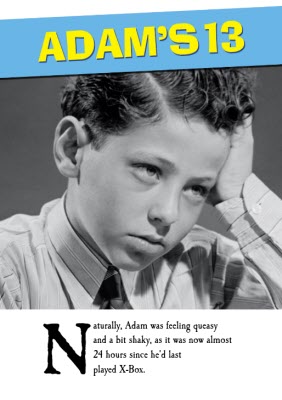 ADAM'S 13
Naturally, Adam was feeling queasy
and a bit shaky, as it was now almost
24 hours since he'd last
played X-Box.